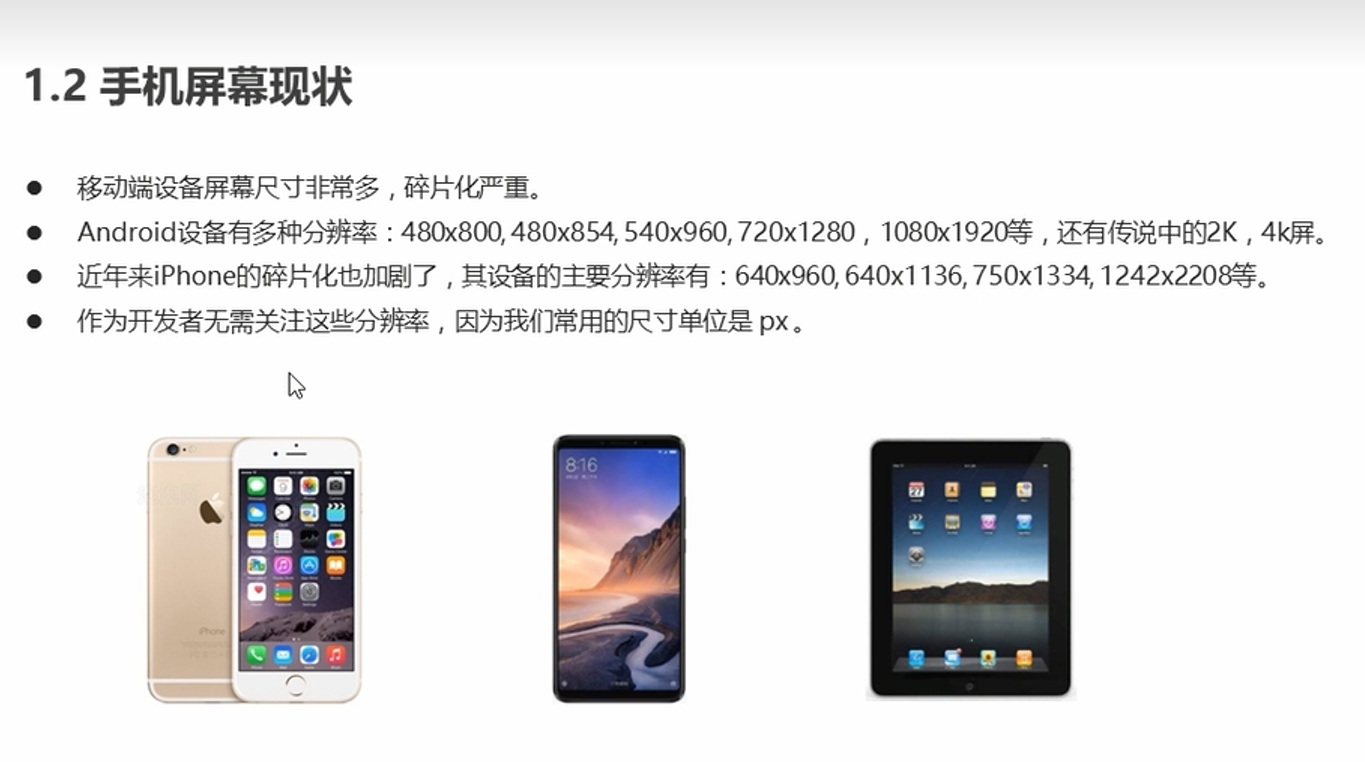 1.2 手机屏幕现状
● 移动端设备屏幕尺寸非常多，碎片化严重。
● Android设备有多种分辨率：480x800, 480x854, 540x960, 720x1280，1080x1920等，还有传说中的2K，4k屏。
● 近年来iPhone的碎片化也加剧了，其设备的主要分辨率有：640x960, 640x1136, 750x1334, 1242x2208等。
● 作为开发者无需关注这些分辨率，因为我们常用的尺寸单位是 px 。
iPhone
8:16
27